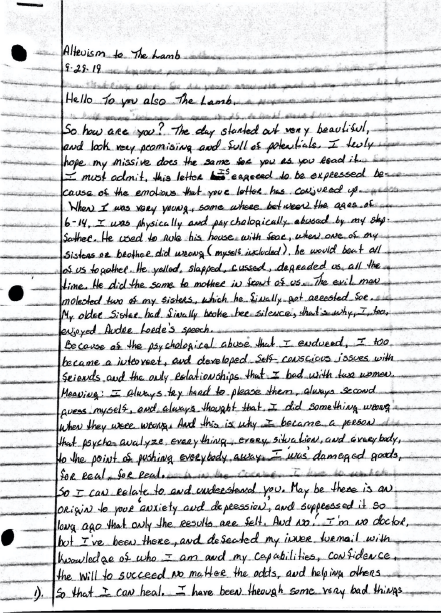 Altruism to The Lamb
9-29-19
Hello To you also The Lamb,
So how are you? The day started out very beautiful,
and look very promising and full of potentials. I truly
hope my missive does the same for you as you read it.
I must admit, this letter is expected to be expressed be-
cause of the emotions that your letter has conjured up.
When I was very young, some where between the ages of
6-14, I was physically and psychologically abused by my step-
father. He used to rule his house with fear, when one of my
sisters or brother did wrong (myself included), he would beat all
of us together. He yelled, slapped, cussed, degraded us, all the
time. He did the same to mother in front of us. The evil man
molested two of my sisters, which he finally got arrested for.
My older Sister had finally broke her silence, that's why, I, too,
enjoyed Audre Lorde's speech.
Because of the psychological abuse that I endured, I too
became a introvert, and developed self-conscious issues with
friends, and the only relationships that I had with two women.
Meaning: I always try hard to please them, always second
guess myself, and always thought that I did something wrong
when they were wrong. And this is why I became a person
that psycho analyze, everything, every situation, and everybody,
to the point of pushing everybody away. I was damaged goods,
for real, for real.
So I can relate to and understand you. May be there is an
origin to your anxiety and depression, and suppressed it so
long ago that only the results are felt. And no! I'm no doctor,
but I've been there, and defeated my inner turmoil with
knowledge of who I am and my capabilities, confidence,
the will to succeed no matter the odds, and helping others
so that I can heal. I have been through some very bad things
1).